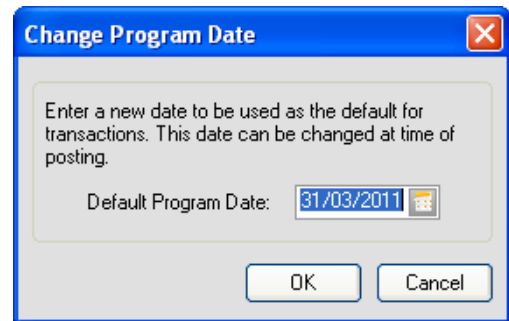 Change Program Date
Enter a new date to be used as the default for
transactions. This date can be changed at time of
posting.
Default Program Date: 31/03/2011
OK Cancel